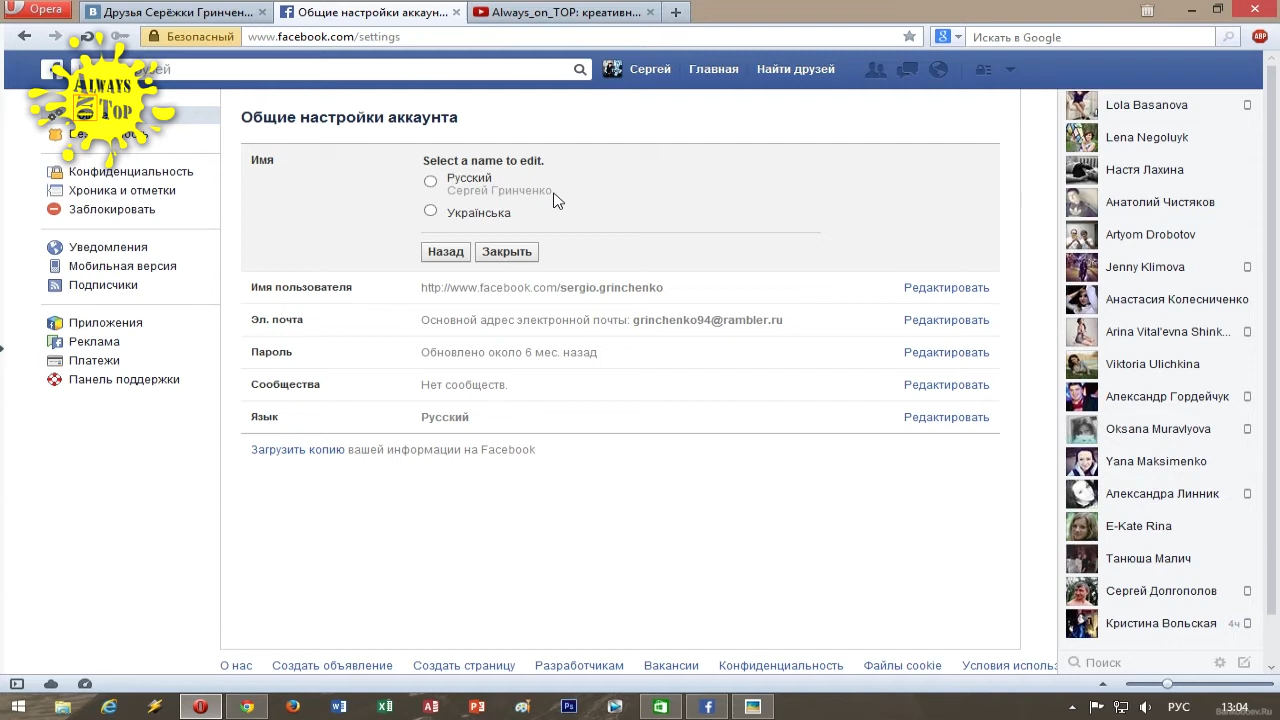 Opera
Друзья Серёжки Гринчен
Общие настройки аккаунт
Always_on_TOP: креативн
Безопасный
www.facebook.com/settings
Искать в Google
ABP
ALWAYS
ON TOP
Сергей
Главная
Найти друзей
Конфиденциальность
Хроника и отметки
Заблокировать
Уведомления
Мобильная версия
Подписчики
Приложения
Реклама
Платежи
Панель поддержки
Общие настройки аккаунта
Имя
Select a name to edit.
Русский
Сергей Гринченко
Українська
Назад
Закрыть
Имя пользователя
http://www.facebook.com/sergio.grinchenko
Редактировать
Эл. почта
Основной адрес электронной почты: grinchenko94@rambler.ru
Редактировать
Пароль
Обновлено около 6 мес. назад
Редактировать
Сообщества
Нет сообществ.
Редактировать
Язык
Русский
Редактировать
Загрузить копию вашей информации на Facebook
Lola Basanova
Lena Negoluyk
Настя Лахина
Анатолий Чистяков
Artyom Drobotov
Jenny Klimova
Анастасия Колесниченко
Arina Vital'evna Shink...
Viktoria Ulichkina
Александр Гордейчук
Oksana Muravlyova
Yana Maksimenko
Александра Линник
E-Kate Rina
Танюша Малич
Сергей Долгополов
Кристина Вольская 4ч
Поиск
О нас
Создать объявление
Создать страницу
Разработчикам
Вакансии
Конфиденциальность
Файлы cookie
Условия использ
РУС
13:04